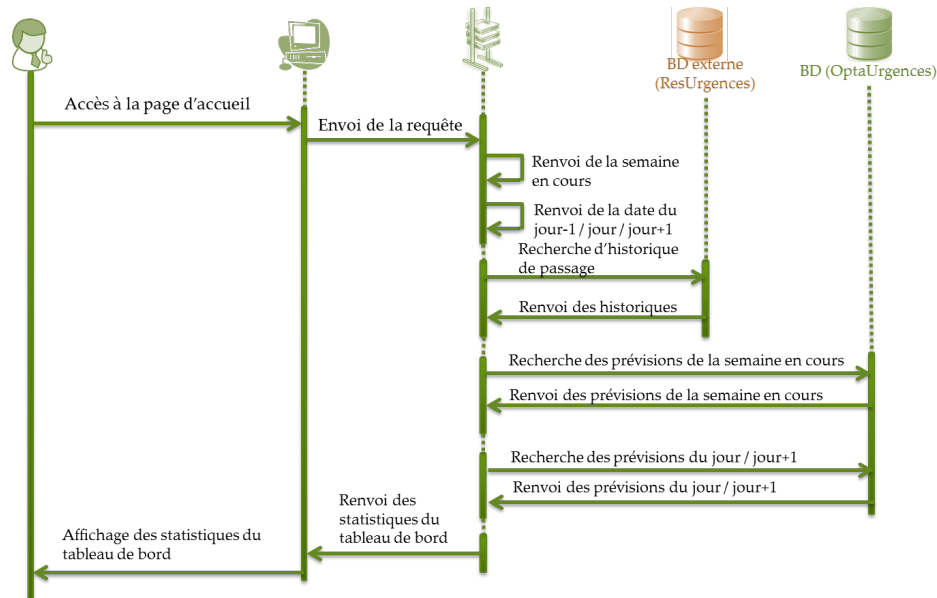 BD externe
(ResUrgences)
BD (OptaUrgences)
Accès à la page d’accueil
Envoi de la requête
Renvoi de la semaine
en cours
Renvoi de la date du
jour-1 / jour / jour+1
Recherche d’historique
de passage
Renvoi des historiques
Recherche des prévisions de la semaine en cours
Renvoi des prévisions de la semaine en cours
Recherche des prévisions du jour / jour+1
Renvoi des prévisions du jour / jour+1
Renvoi des
statistiques du
tableau de bord
Affichage des statistiques du
tableau de bord